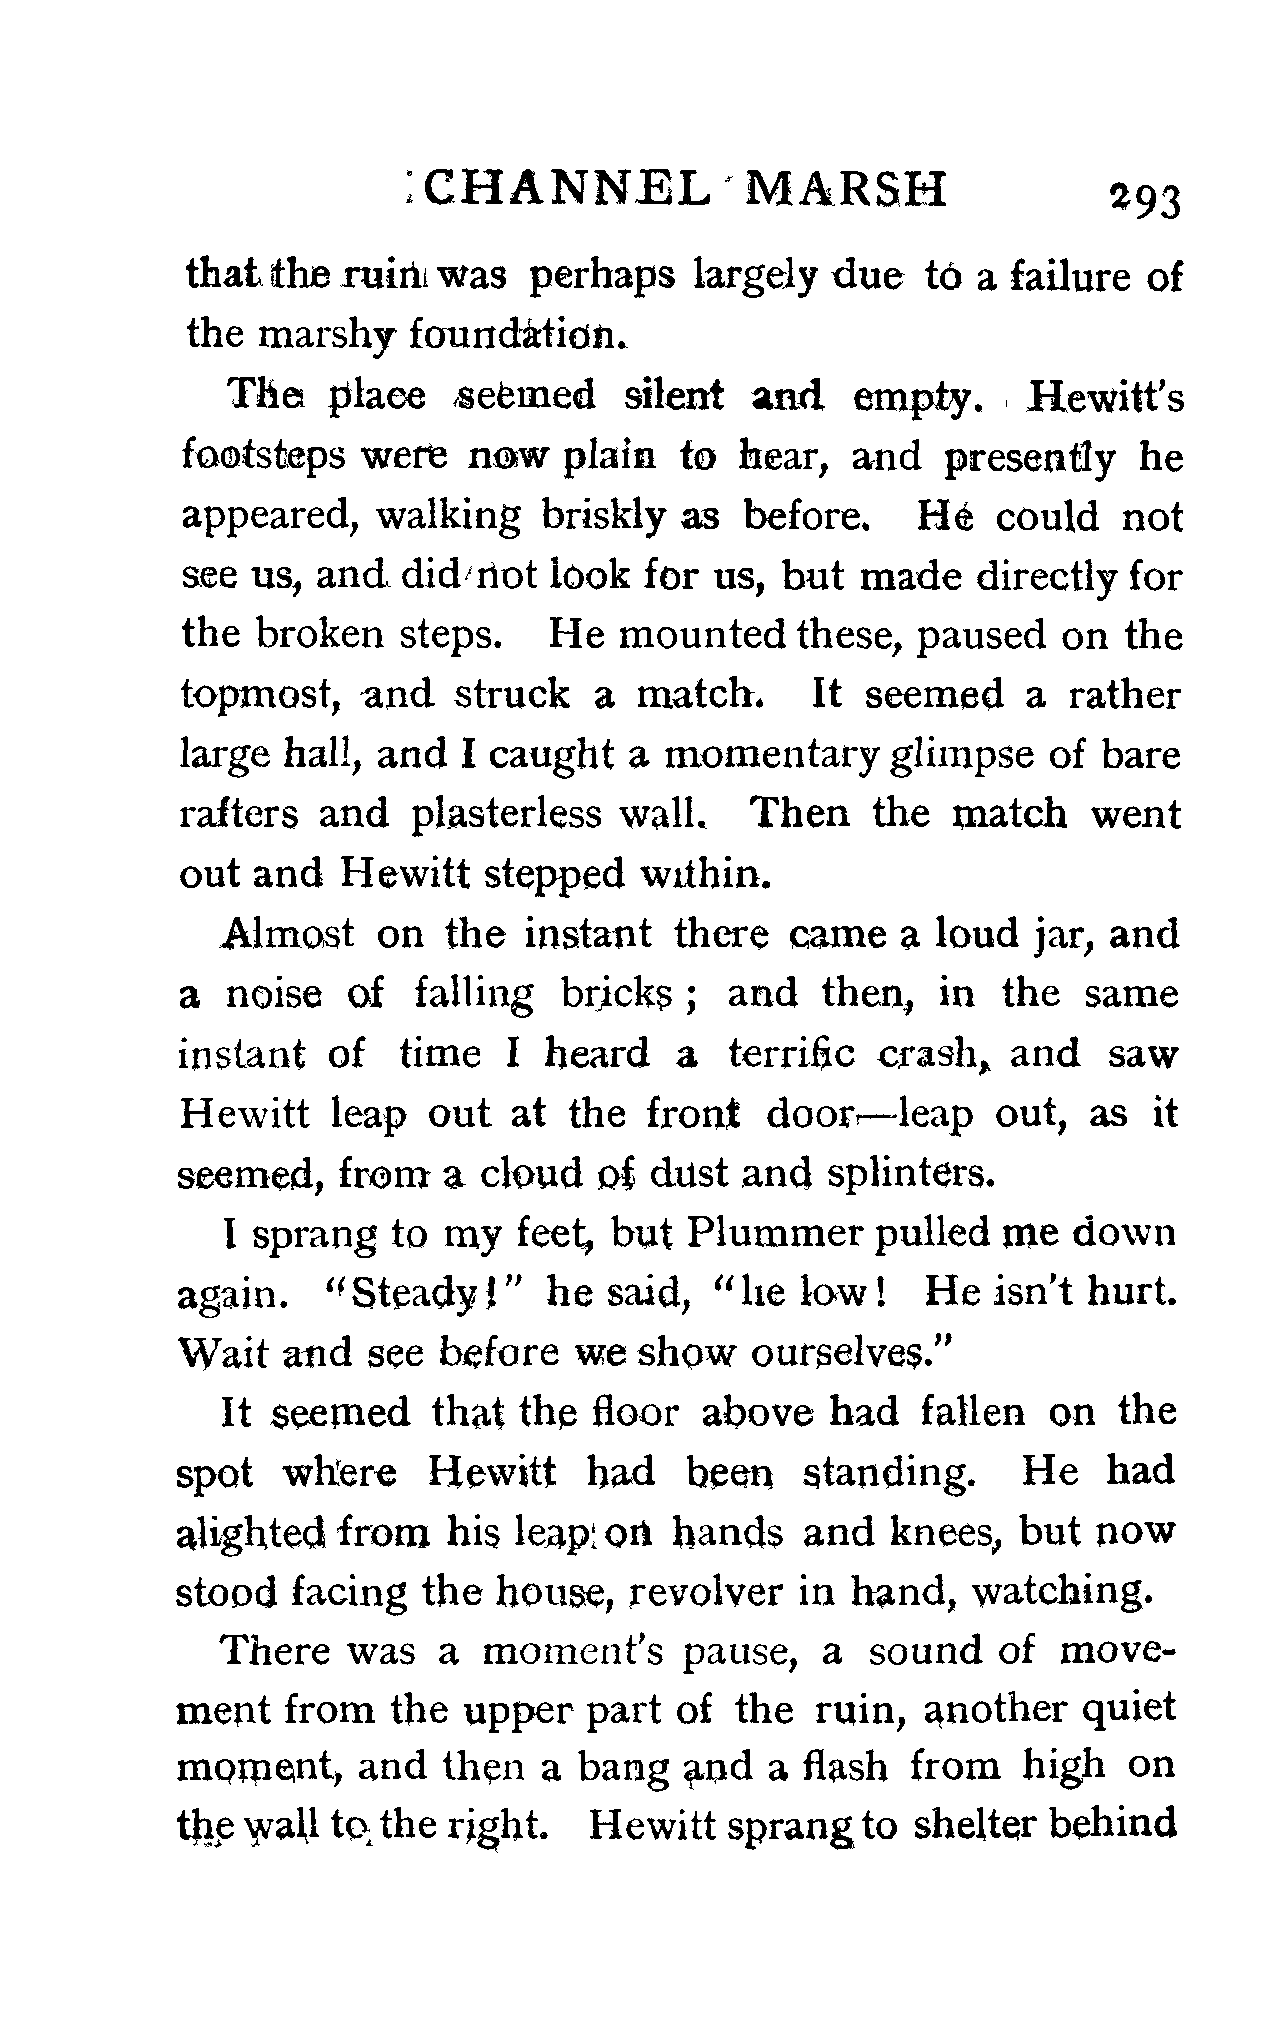 CHANNEL MARSH 293
that the ruin was perhaps largely due to a failure of
the marshy foundation.
The place seemed silent and empty. Hewitt's
footsteps were now plain to hear, and presently he
appeared, walking briskly as before. He could not
see us, and did not look for us, but made directly for
the broken steps. He mounted these, paused on the
topmost, and struck a match. It seemed a rather
large hall, and I caught a momentary glimpse of bare
rafters and plasterless wall. Then the match went
out and Hewitt stepped within.
Almost on the instant there came a loud jar, and
a noise of falling bricks ; and then, in the same
instant of time I heard a terrific crash, and saw
Hewitt leap out at the front door—leap out, as it
seemed, from a cloud of dust and splinters.
I sprang to my feet, but Plummer pulled me down
again. "Steady!" he said, "lie low! He isn't hurt.
Wait and see before we show ourselves."
It seemed that the floor above had fallen on the
spot where Hewitt had been standing. He had
alighted from his leap on hands and knees, but now
stood facing the house, revolver in hand, watching.
There was a moment's pause, a sound of move-
ment from the upper part of the ruin, another quiet
moment, and then a bang and a flash from high on
the wall to the right. Hewitt sprang to shelter behind